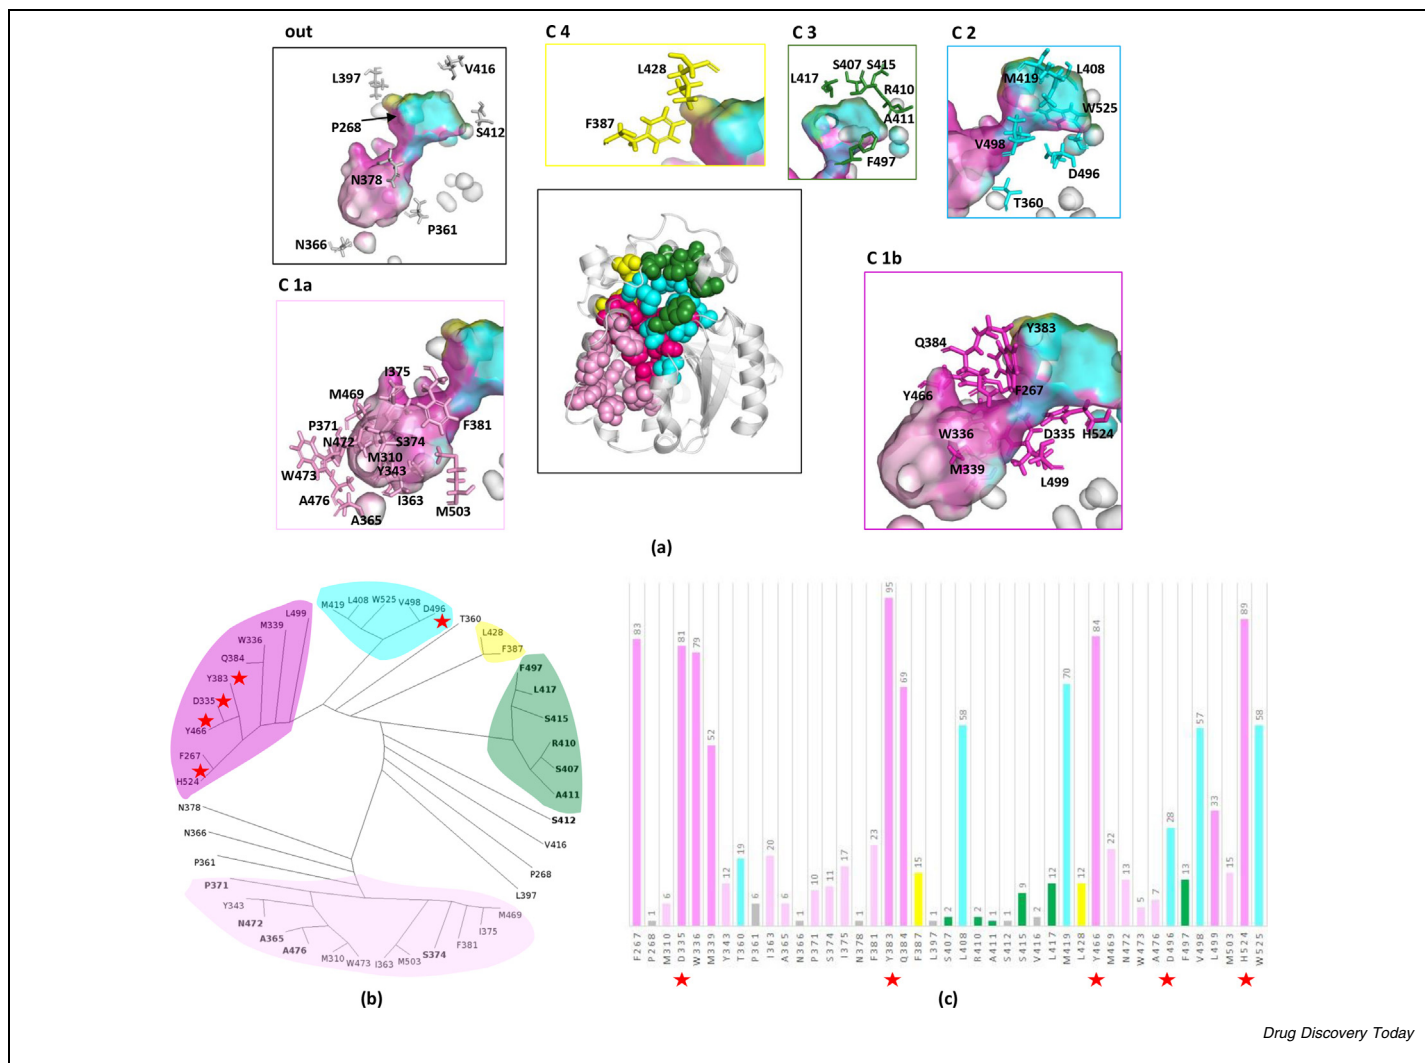 out
L397
V416
P268
S412
N378
P361
N366
C 4
L428
F387
C 3
S407 S415
L417
R410
A411
F497
C 2
M419
L408
W525
V498
D496
T360
C 1a
I375
M469
P371
F381
N472
S374
M310
W473
Y343
A476
I363
M503
A365
C 1b
Y383
Q384
Y466
F267
W336
D335
H524
M339
L499
(a)
L499
M339
W336
Q384
Y383
D335
Y466
F267
H524
M419
L408
W525
V498
D496
T360
L428
F387
F497
L417
S415
R410
S407
A411
S412
V416
P268
L397
N378
N366
P361
P371
Y343
N472
A365
A476
M310
W473
I363
M503
S374
F381
I375
M469
(b)
83 1 6 81 79 52 12 19 6 20 6 1 10 11 17 1 23 95 69 15 1 2 58 2 1 1 9 2 12 70 12 84 22 13 5 7 28 13 57 33 15 89 58
F267 P268 M310 D335 W336 M339 Y343 T360 P361 I363 A365 N366 P371 S374 I375 N378 F381 Y383 Q384 F387 L397 S407 L408 R410 A411 S412 S415 V416 L417 M419 L428 Y466 M469 N472 W473 A476 D496 F497 V498 L499 M503 H524 W525
(c)
Drug Discovery Today